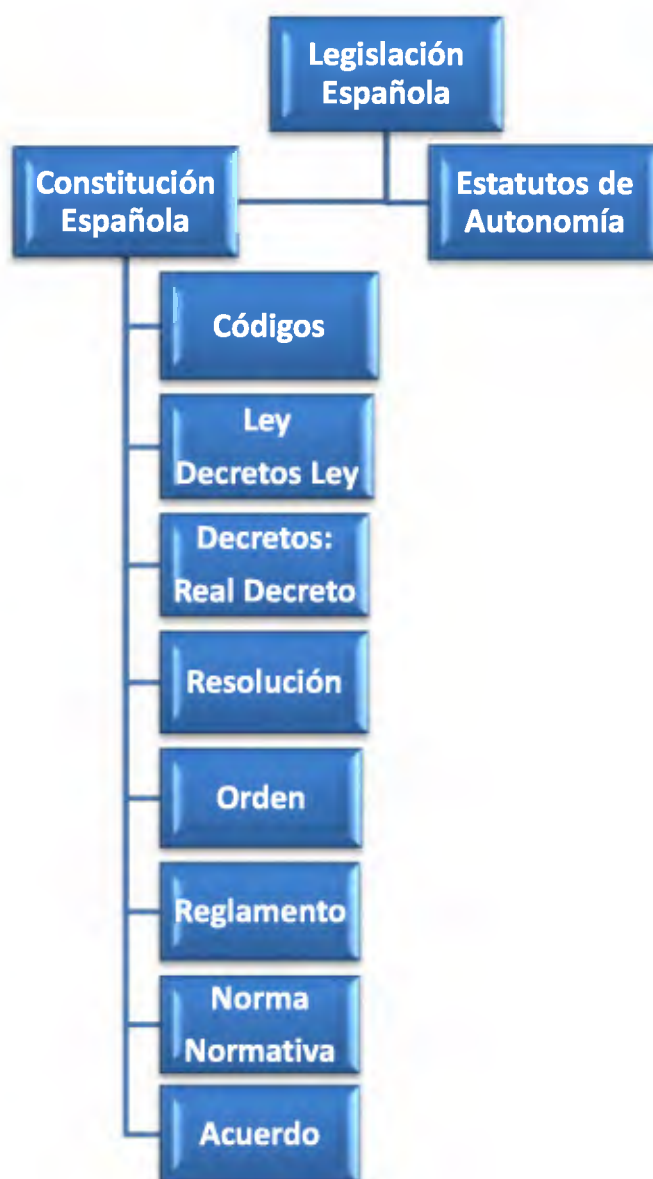 Legislación
Española
Constitución
Española
Estatutos de
Autonomía
Códigos
Ley
Decretos Ley
Decretos:
Real Decreto
Resolución
Orden
Reglamento
Norma
Normativa
Acuerdo